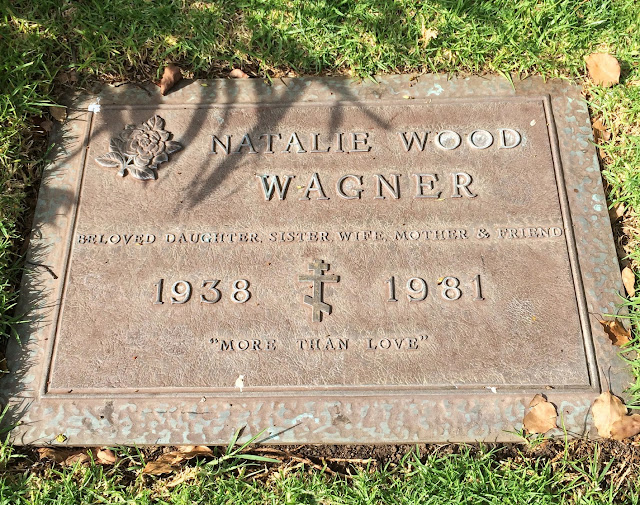 NATALIE WOOD
WAGNER
BELOVED DAUGHTER, SISTER, WIFE, MOTHER & FRIEND
1938 1981
"MORE THAN LOVE"